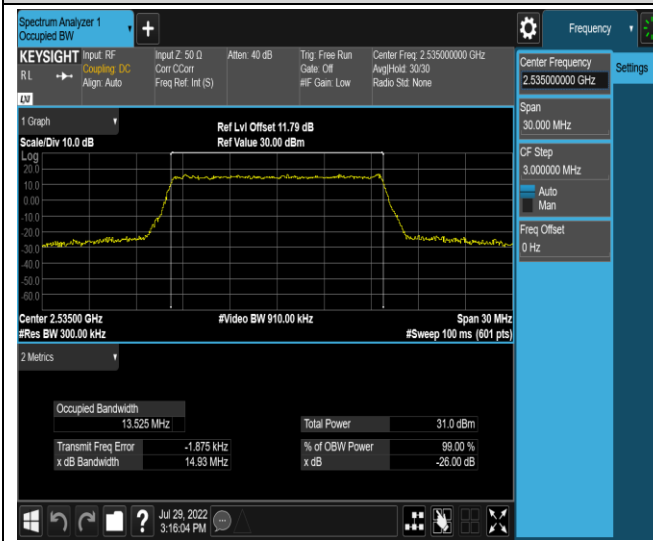 Spectrum Analyzer 1
Occupied BW
+
Frequency
KEYSIGHT
RL
LXI
Input: RF
Coupling: DC
Align: Auto
Input Z: 50 Ω
Corr CCorr
Freq Ref: Int (S)
Atten: 40 dB
Trig: Free Run
Gate: Off
#IF Gain: Low
Center Freq: 2.535000000 GHz
Avg|Hold: 30/30
Radio Std: None
Center Frequency
2.535000000 GHz
Settings
Span
30.000 MHz
CF Step
3.000000 MHz
Auto
Man
Freq Offset
0 Hz
1 Graph
Scale/Div 10.0 dB
Ref Lvl Offset 11.79 dB
Ref Value 30.00 dBm
Log
20.0
10.0
0.00
-10.0
-20.0
-30.0
-40.0
-50.0
-60.0
Center 2.53500 GHz
#Video BW 910.00 kHz
Span 30 MHz
#Res BW 300.00 kHz
#Sweep 100 ms (601 pts)
2 Metrics
Occupied Bandwidth
13.525 MHz
Total Power 31.0 dBm
Transmit Freq Error -1.875 kHz
% of OBW Power 99.00 %
x dB Bandwidth 14.93 MHz
x dB -26.00 dB
?
Jul 29, 2022
3:16:04 PM